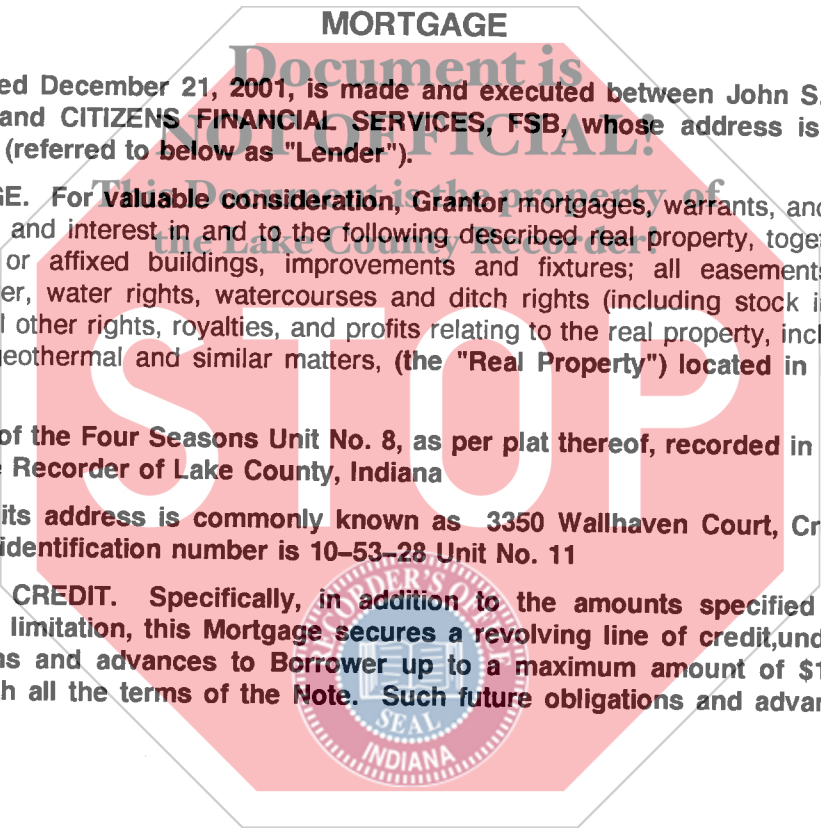 MORTGAGE
Document is
ed December 21, 2001, is made and executed between John S.
and CITIZENS FINANCIAL SERVICES, FSB, whose address is
NOT OFFICIAL!
(referred to below as "Lender").
This Document is the property of
GE. For valuable consideration, Grantor mortgages, warrants, and
and interest in and to the following described real property, toget
the Lake County Recorder!
or affixed buildings, improvements and fixtures; all easements
er, water rights, watercourses and ditch rights (including stock i
l other rights, royalties, and profits relating to the real property, incl
geothermal and similar matters, (the "Real Property") located in
STOP
of the Four Seasons Unit No. 8, as per plat thereof, recorded in
e Recorder of Lake County, Indiana
its address is commonly known as 3350 Wallhaven Court, Cr
identification number is 10–53–28 Unit No. 11
CREDIT. Specifically, in addition to the amounts specified
limitation, this Mortgage secures a revolving line of credit,und
ns and advances to Borrower up to a maximum amount of $1
h all the terms of the Note. Such future obligations and advan
RECORDER'S OFFICE
SEAL
INDIANA